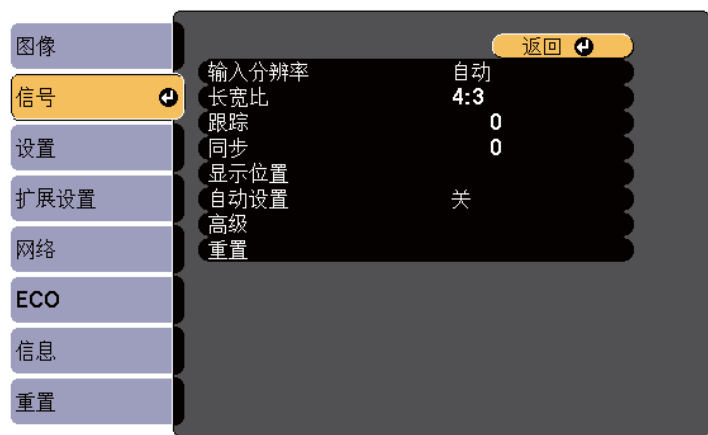 图像
信号
设置
扩展设置
网络
ECO
信息
重置
返回
输入分辨率 自动
长宽比 4:3
跟踪 0
同步 0
显示位置
自动设置 关
高级
重置